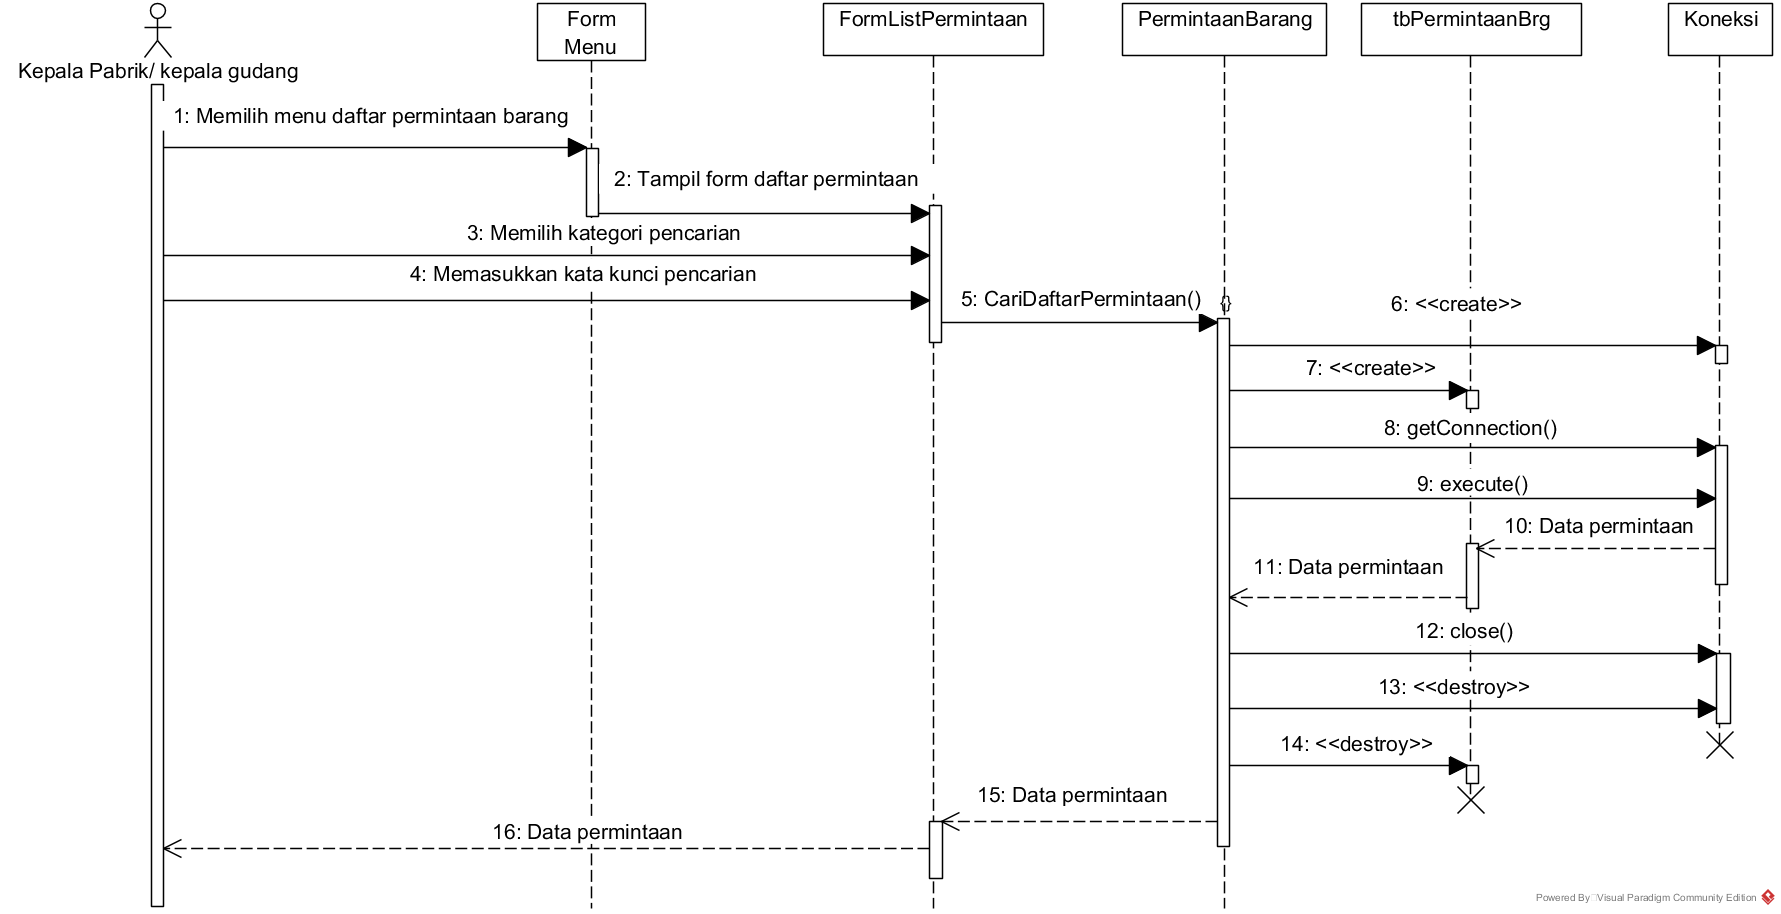 Form
Menu
FormListPermintaan
PermintaanBarang
tbPermintaanBrg
Koneksi
Kepala Pabrik/ kepala gudang
1: Memilih menu daftar permintaan barang
2: Tampil form daftar permintaan
3: Memilih kategori pencarian
4: Memasukkan kata kunci pencarian
5: CariDaftarPermintaan()
{}
6: <<create>>
7: <<create>>
8: getConnection()
9: execute()
10: Data permintaan
11: Data permintaan
12: close()
13: <<destroy>>
14: <<destroy>>
15: Data permintaan
16: Data permintaan
Powered By Visual Paradigm Community Edition